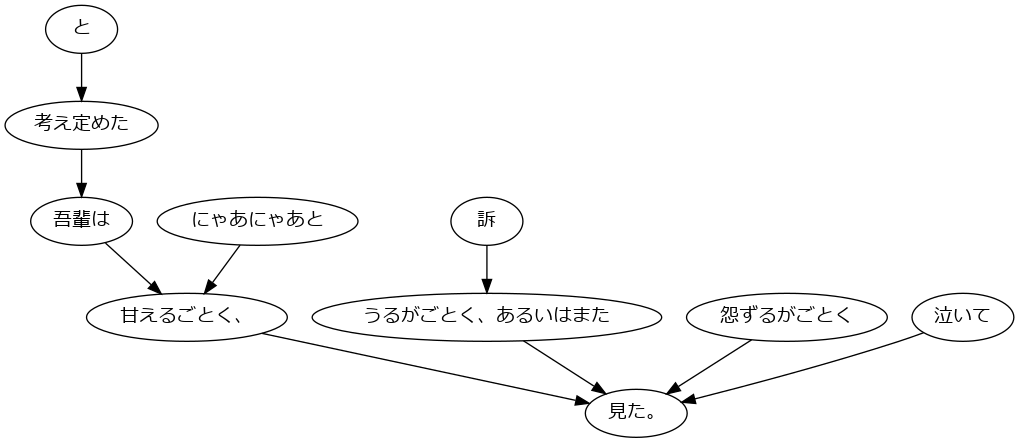 と
考え定めた
吾輩は
にゃあにゃあと
訴
甘えるごとく、
うるがごとく、あるいはまた
怨ずるがごとく
泣いて
見た。